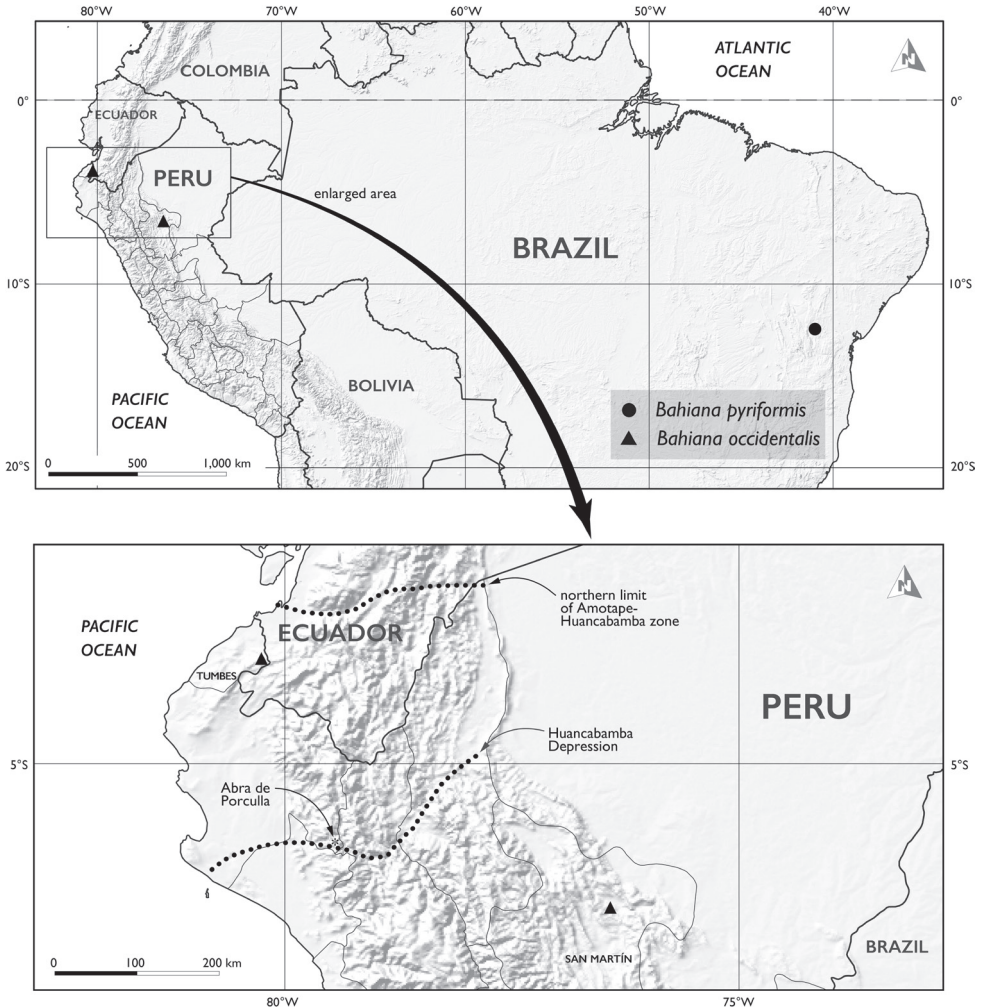 80°W 70°W 60°W 50°W 40°W
ATLANTIC
OCEAN
N
COLOMBIA
0° 0°
ECUADOR
PERU
enlarged area
BRAZIL
10°S 10°S
BOLIVIA
PACIFIC
OCEAN
Bahiana pyriformis
Bahiana occidentalis
0 500 1,000 km
20°S 20°S
N
northern limit
of Amotape-
Huancabamba zone
PACIFIC
OCEAN
ECUADOR
TUMBES
PERU
Huancabamba
Depression
5°S 5°S
Abra de
Porculla
BRAZIL
SAN MARTÍN
0 100 200 km
80°W 75°W